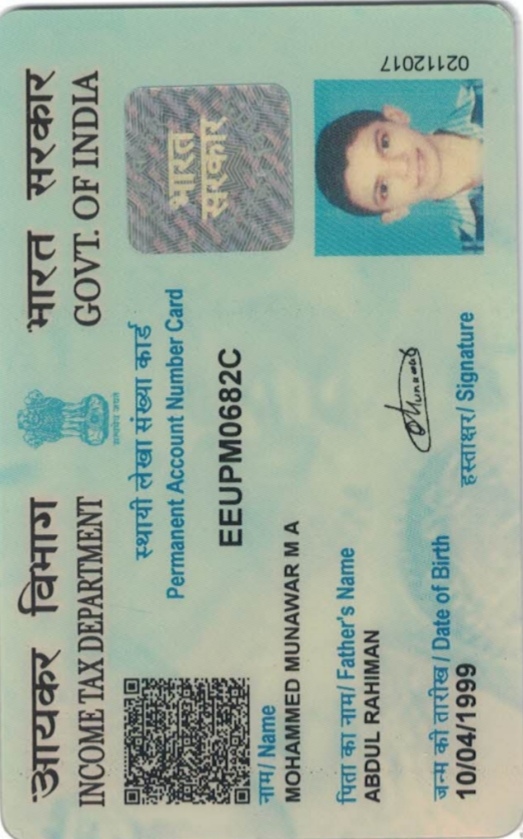 आयकर विभाग
INCOME TAX DEPARTMENT
भारत सरकार
GOVT. OF INDIA
सत्यमेव जयते
स्थायी लेखा संख्या कार्ड
Permanent Account Number Card
EEUPM0682C
भारत
सरकार
नाम/ Name
MOHAMMED MUNAWAR M A
पिता का नाम/ Father's Name
ABDUL RAHIMAN
जन्म की तारीख / Date of Birth
10/04/1999
Munawar
हस्ताक्षर/ Signature
02112017